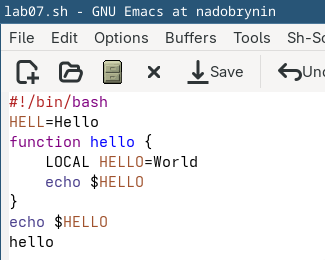 lab07.sh - GNU Emacs at nadobrynin
File Edit Options Buffers Tools Sh-Sc
Save Und
#!/bin/bash
HELL=Hello
function hello {
    LOCAL HELLO=World
    echo $HELLO
}
echo $HELLO
hello